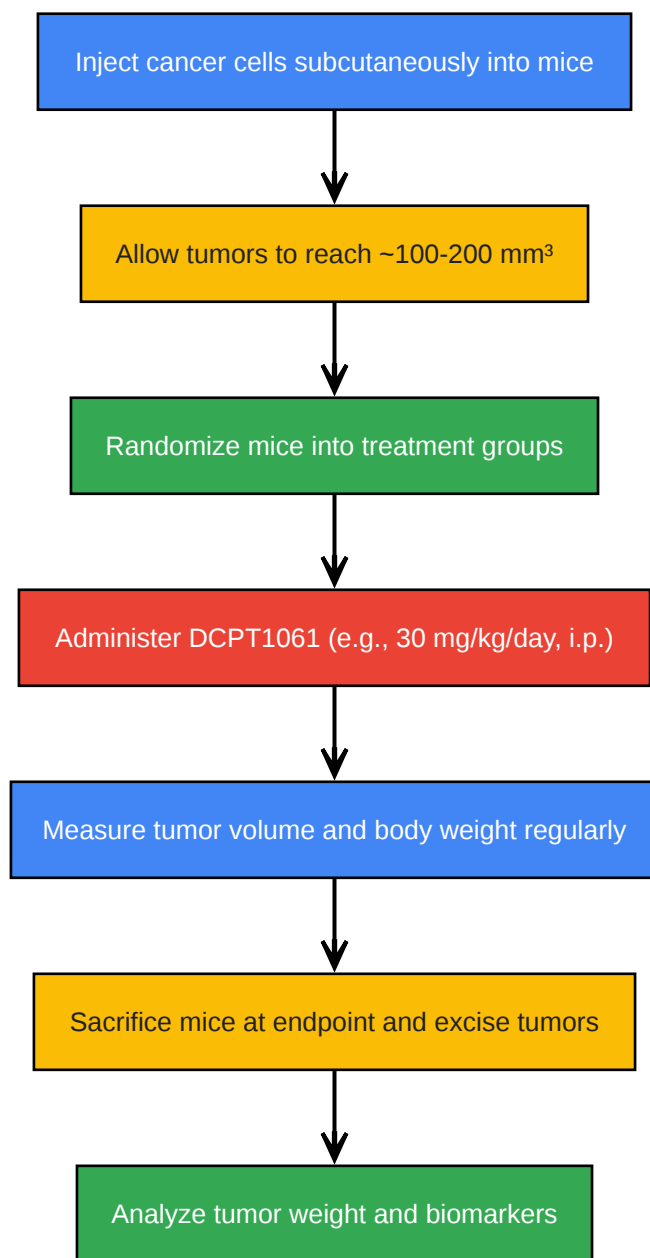 Inject cancer cells subcutaneously into mice
Allow tumors to reach ~100-200 mm³
Randomize mice into treatment groups
Administer DCPT1061 (e.g., 30 mg/kg/day, i.p.)
Measure tumor volume and body weight regularly
Sacrifice mice at endpoint and excise tumors
Analyze tumor weight and biomarkers